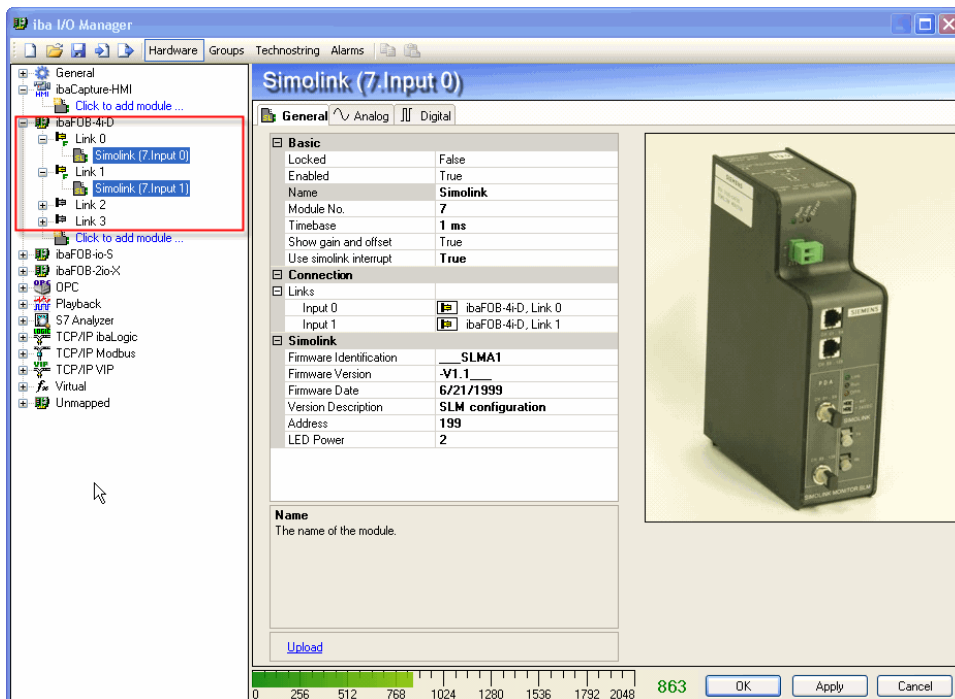 iba I/O Manager
Hardware Groups Technostring Alarms
General
ibaCapture-HMI
Click to add module ...
ibaFOB-4i-D
Link 0
Simolink (7.Input 0)
Link 1
Simolink (7.Input 1)
Link 2
Link 3
Click to add module ...
ibaFOB-io-S
ibaFOB-2io-X
OPC
Playback
S7 Analyzer
TCP/IP ibaLogic
TCP/IP Modbus
TCP/IP VIP
Virtual
Unmapped
Simolink (7.Input 0)
General Analog Digital
Basic
Locked False
Enabled True
Name Simolink
Module No. 7
Timebase 1 ms
Show gain and offset True
Use simolink interrupt True
Connection
Links
Input 0 ibaFOB-4i-D, Link 0
Input 1 ibaFOB-4i-D, Link 1
Simolink
Firmware Identification ___SLMA1
Firmware Version -V1.1___
Firmware Date 6/21/1999
Version Description SLM configuration
Address 199
LED Power 2
Name
The name of the module.
Upload
SIEMENS
SIEMENS
PDA
SIMOLINK
SIMOLINK MONITOR-SLM
0 256 512 768 1024 1280 1536 1792 2048
863 OK Apply Cancel